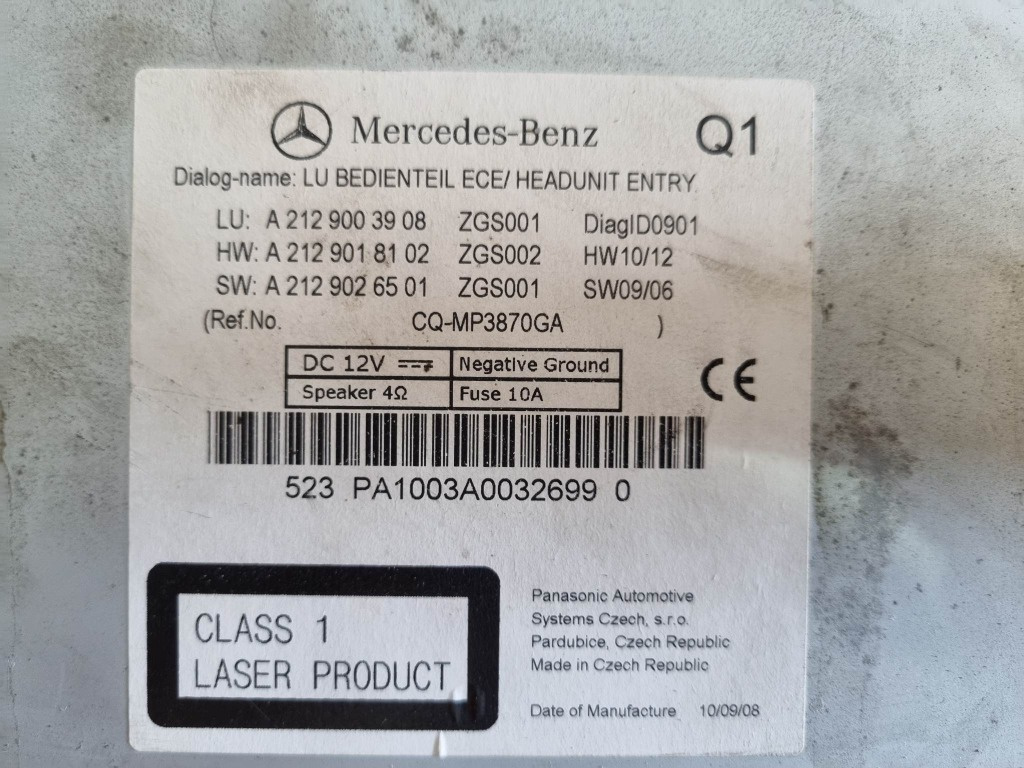 Mercedes-Benz Q1
Dialog-name: LU BEDIENTEIL ECE/ HEADUNIT ENTRY
LU: A 212 900 39 08 ZGS001 DiagID0901
HW: A 212 901 81 02 ZGS002 HW10/12
SW: A 212 902 65 01 ZGS001 SW09/06
(Ref.No. CQ-MP3870GA )
DC 12V Negative Ground
Speaker 4Ω Fuse 10A
CE
523 PA1003A0032699 0
CLASS 1
LASER PRODUCT
Panasonic Automotive
Systems Czech, s.r.o.
Pardubice, Czech Republic
Made in Czech Republic
Date of Manufacture 10/09/08